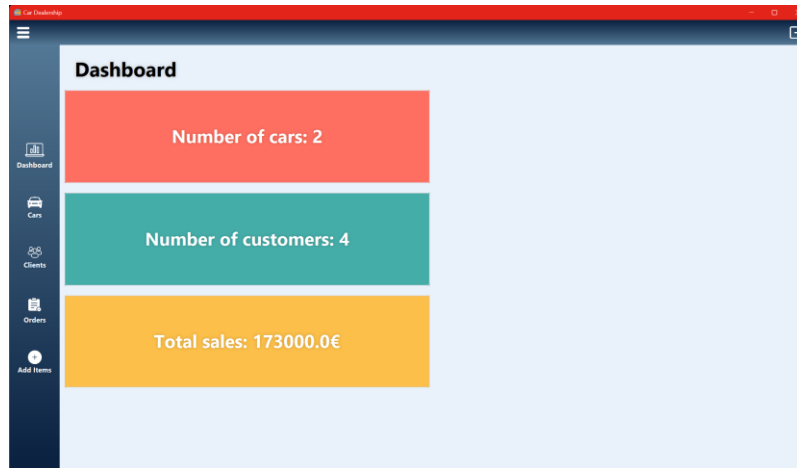 Car Dealership
Dashboard
Number of cars: 2
Dashboard
Cars
Number of customers: 4
Clients
Orders
Total sales: 173000.0€
Add Items